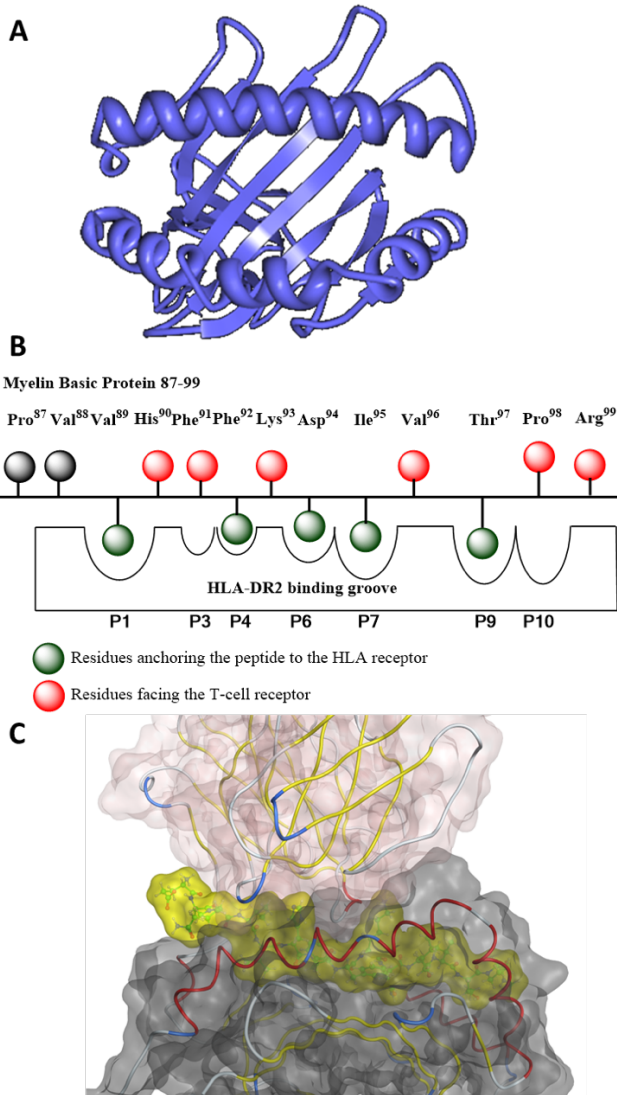 A
B
Myelin Basic Protein 87-99
Pro87 Val88 Val89 His90 Phe91 Phe92 Lys93 Asp94 Ile95 Val96 Thr97 Pro98 Arg99
HLA-DR2 binding groove
P1 P3 P4 P6 P7 P9 P10
Residues anchoring the peptide to the HLA receptor
Residues facing the T-cell receptor
C